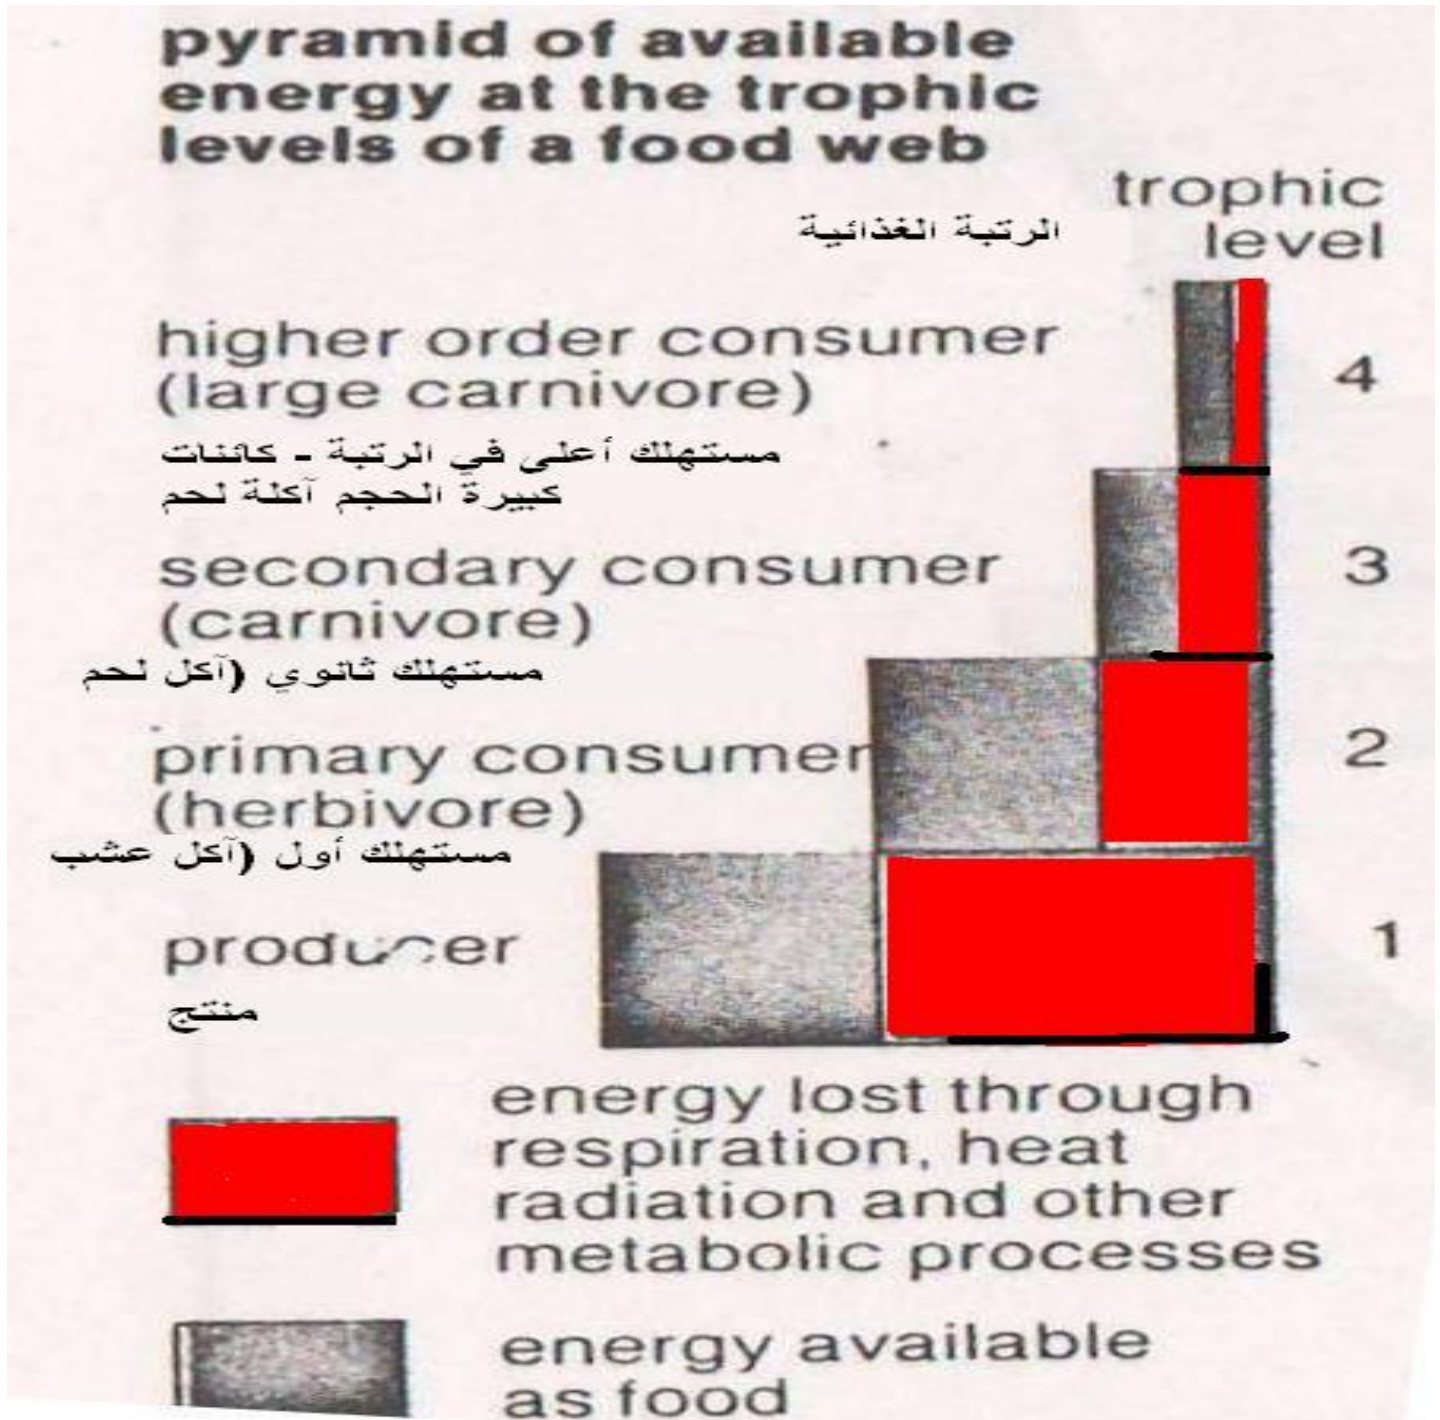 pyramid of available
energy at the trophic
levels of a food web
trophic
level
الرتبة الغذائية
higher order consumer
(large carnivore)
4
مستهلك أعلى في الرتبة - كائنات
كبيرة الحجم آكلة لحم
secondary consumer
(carnivore)
3
مستهلك ثانوي (آكل لحم
primary consumer
(herbivore)
2
مستهلك أول (آكل عشب
producer
1
منتج
energy lost through
respiration, heat
radiation and other
metabolic processes
energy available
as food